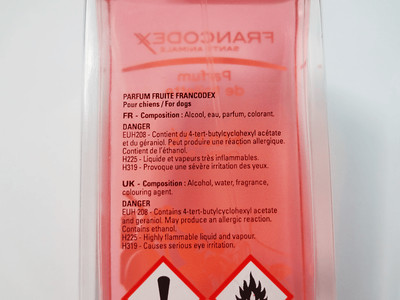 FRANCODEX
SANTÉ ANIMALE
Parfum
PARFUM FRUITE FRANCODEX
Pour chiens / For dogs
FR - Composition : Alcool, eau, parfum, colorant.
DANGER
EUH208 - Contient du 4-tert-butylcyclohexyl acétate
et du géraniol. Peut produire une réaction allergique.
Contient de l'éthanol.
H225 - Liquide et vapeurs très inflammables.
H319 - Provoque une sévère irritation des yeux.
UK - Composition : Alcohol, water, fragrance,
colouring agent.
DANGER
EUH 208 - Contains 4-tert-butylcyclohexyl acetate
and geraniol. May produce an allergic reaction.
Contains ethanol.
H225 - Highly flammable liquid and vapour.
H319 - Causes serious eye irritation.